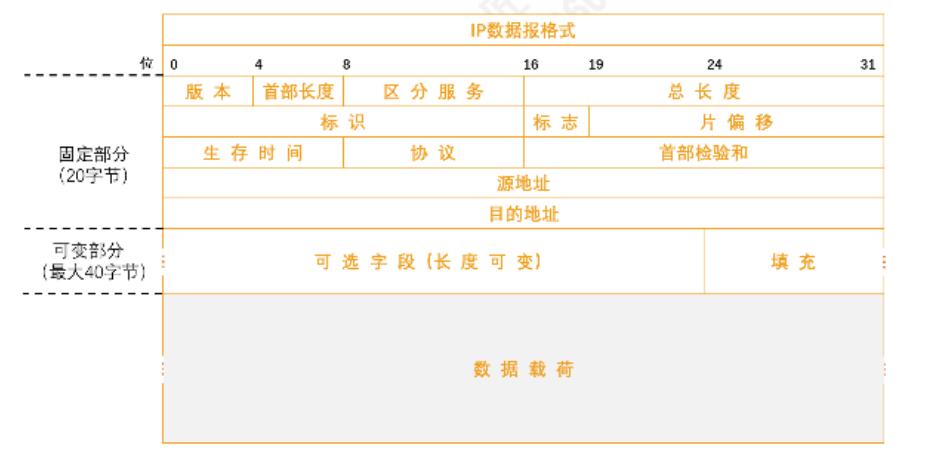 IP数据报格式
位 0 4 8 16 19 24 31
版本 首部长度 区分服务 总长度
标识 标志 片偏移
固定部分
(20字节)
生存时间 协议 首部检验和
源地址
目的地址
可变部分
(最大40字节)
可选字段(长度可变) 填充
数据载荷